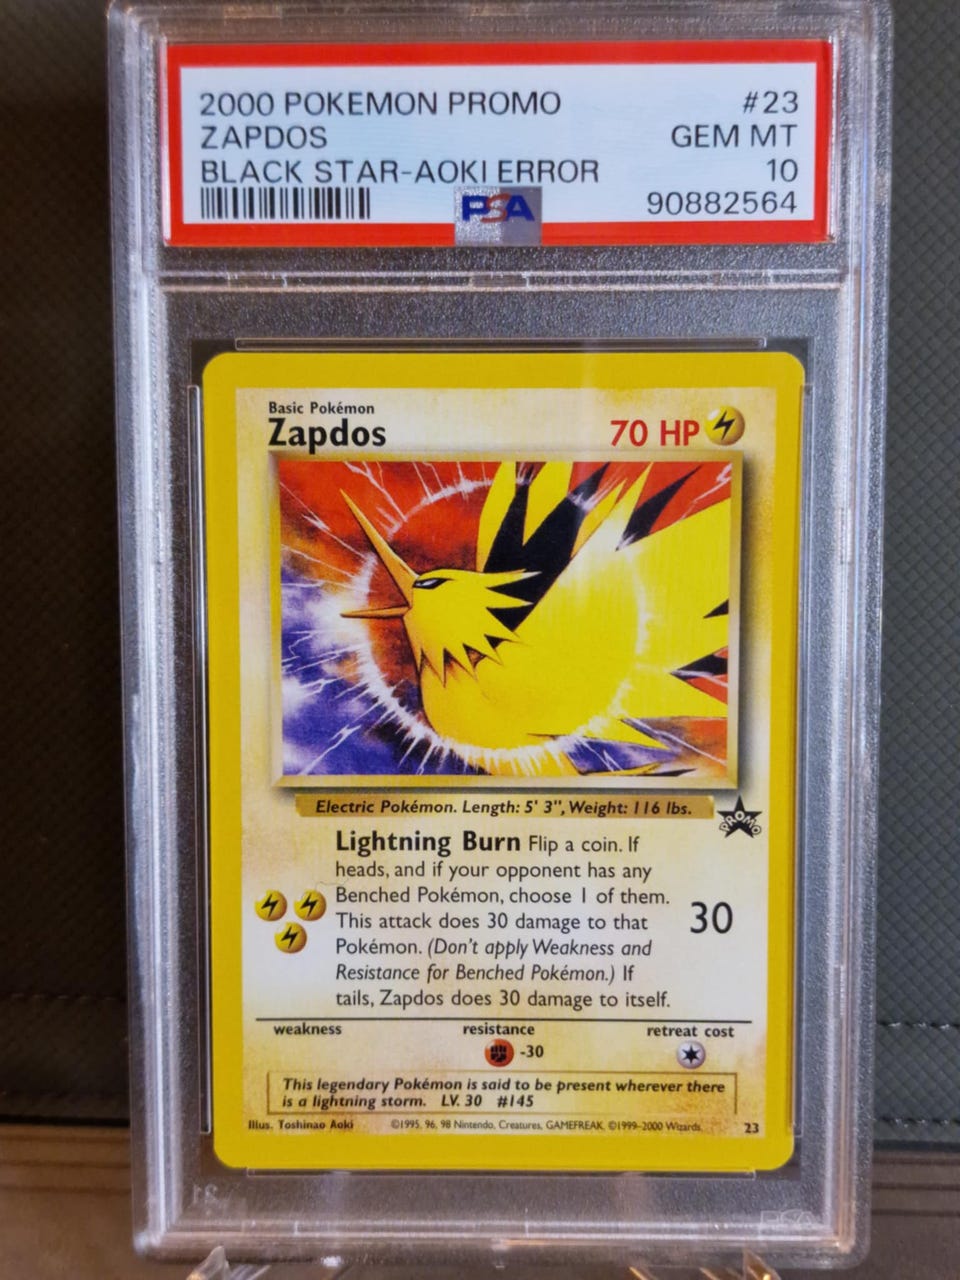 2000 POKEMON PROMO #23
ZAPDOS GEM MT
BLACK STAR-AOKI ERROR 10
PSA 90882564
Basic Pokémon
Zapdos 70 HP
Electric Pokémon. Length: 5' 3", Weight: 116 lbs.
PROMO
Lightning Burn Flip a coin. If
heads, and if your opponent has any
Benched Pokémon, choose 1 of them.
This attack does 30 damage to that 30
Pokémon. (Don't apply Weakness and
Resistance for Benched Pokémon.) If
tails, Zapdos does 30 damage to itself.
weakness resistance retreat cost
-30
This legendary Pokémon is said to be present wherever there
is a lightning storm. LV. 30 #145
Illus. Toshinao Aoki ©1995, 96, 98 Nintendo, Creatures, GAMEFREAK. ©1999–2000 Wizards. 23
PSA